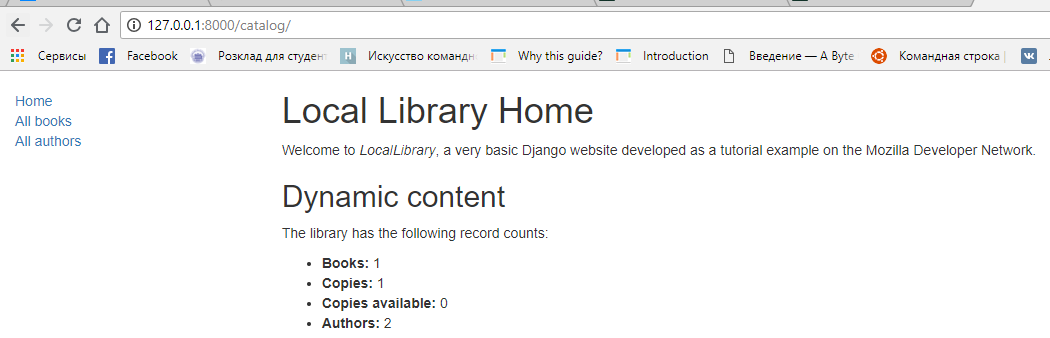 127.0.0.1:8000/catalog/
Сервисы Facebook Розклад для студен H Искусство командн Why this guide? Introduction Введение — A Byte Командная строка
Home
All books
All authors
Local Library Home
Welcome to LocalLibrary, a very basic Django website developed as a tutorial example on the Mozilla Developer Network.
Dynamic content
The library has the following record counts:
• Books: 1
• Copies: 1
• Copies available: 0
• Authors: 2